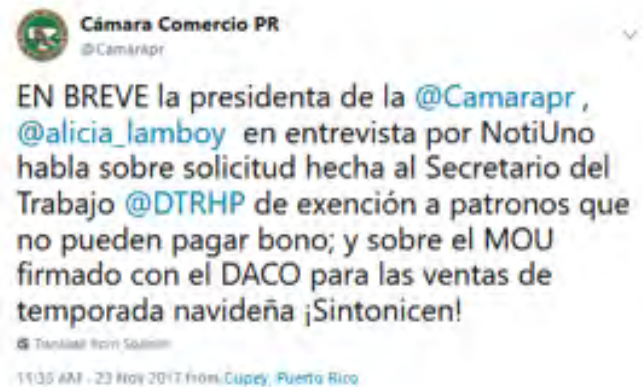 Cámara Comercio PR
@Camarapr
EN BREVE la presidenta de la @Camarapr ,
@alicia_lamboy en entrevista por NotiUno
habla sobre solicitud hecha al Secretario del
Trabajo @DTRHP de exención a patronos que
no pueden pagar bono; y sobre el MOU
firmado con el DACO para las ventas de
temporada navideña ¡Sintonicen!
Translate from Spanish
11:35 AM - 23 Nov 2017 from Cupey, Puerto Rico